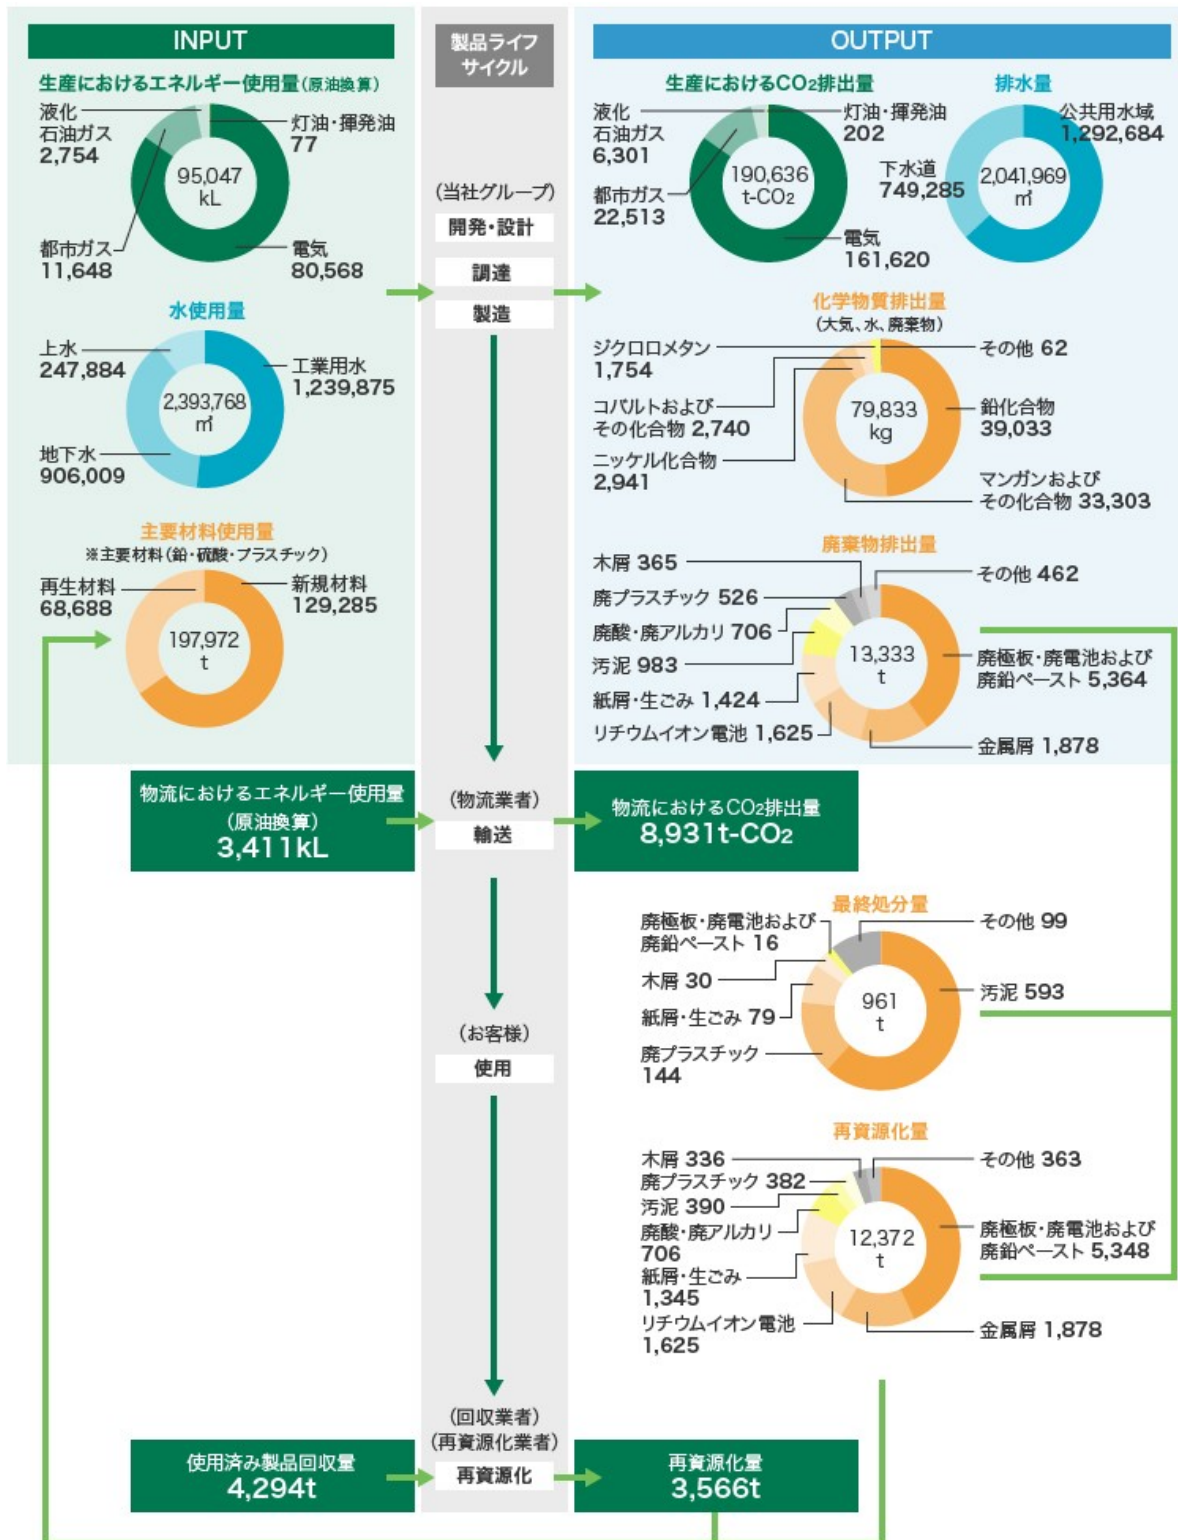 INPUT
生産におけるエネルギー使用量(原油換算)
液化
石油ガス
2,754
灯油・揮発油
77
95,047
kL
都市ガス
11,648
電気
80,568
水使用量
上水
247,884
工業用水
1,239,875
2,393,768
㎥
地下水
906,009
主要材料使用量
※主要材料(鉛・硫酸・プラスチック)
再生材料
68,688
新規材料
129,285
197,972
t
製品ライフ
サイクル
(当社グループ)
開発・設計
調達
製造
OUTPUT
生産におけるCO2排出量
液化
石油ガス
6,301
灯油・揮発油
202
190,636
t-CO2
都市ガス
22,513
電気
161,620
排水量
公共用水域
1,292,684
下水道
749,285
2,041,969
㎥
化学物質排出量
(大気、水、廃棄物)
ジクロロメタン
1,754
その他 62
コバルトおよび
その化合物 2,740
79,833
kg
鉛化合物
39,033
ニッケル化合物
2,941
マンガンおよび
その化合物 33,303
廃棄物排出量
木屑 365
その他 462
廃プラスチック 526
廃酸・廃アルカリ 706
汚泥 983
13,333
t
廃極板・廃電池および
廃鉛ペースト 5,364
紙屑・生ごみ 1,424
リチウムイオン電池 1,625
金属屑 1,878
物流におけるエネルギー使用量
(原油換算)
3,411kL
(物流業者)
輸送
物流におけるCO2排出量
8,931t-CO2
最終処分量
廃極板・廃電池および
廃鉛ペースト 16
その他 99
木屑 30
961
t
汚泥 593
紙屑・生ごみ 79
廃プラスチック
144
(お客様)
使用
再資源化量
木屑 336
その他 363
廃プラスチック 382
汚泥 390
廃酸・廃アルカリ
706
12,372
t
廃極板・廃電池および
廃鉛ペースト 5,348
紙屑・生ごみ
1,345
リチウムイオン電池
1,625
金属屑 1,878
使用済み製品回収量
4,294t
(回収業者)
(再資源化業者)
再資源化
再資源化量
3,566t